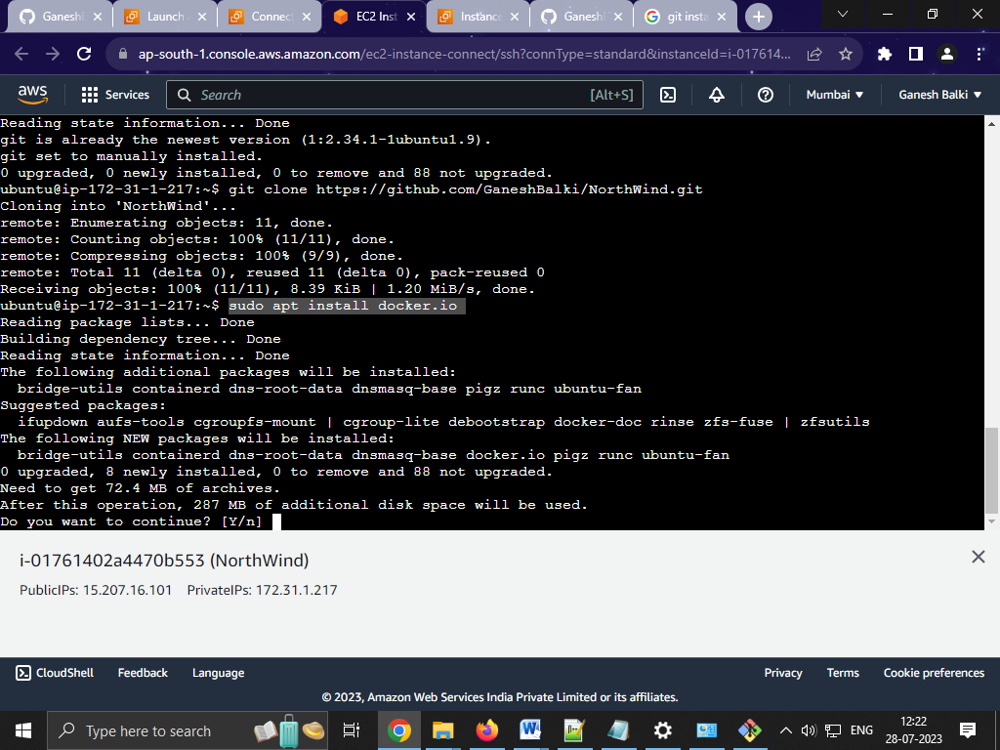 Ganesh
Launch
Connect
EC2 Inst
Instance
Ganesh
git insta
ap-south-1.console.aws.amazon.com/ec2-instance-connect/ssh?connType=standard&instanceId=i-017614...
aws
Services
Search
[Alt+S]
Mumbai
Ganesh Balki
Reading state information... Done
git is already the newest version (1:2.34.1-1ubuntu1.9).
git set to manually installed.
0 upgraded, 0 newly installed, 0 to remove and 88 not upgraded.
ubuntu@ip-172-31-1-217:~$ git clone https://github.com/GaneshBalki/NorthWind.git
Cloning into 'NorthWind'...
remote: Enumerating objects: 11, done.
remote: Counting objects: 100% (11/11), done.
remote: Compressing objects: 100% (9/9), done.
remote: Total 11 (delta 0), reused 11 (delta 0), pack-reused 0
Receiving objects: 100% (11/11), 8.39 KiB | 1.20 MiB/s, done.
ubuntu@ip-172-31-1-217:~$ sudo apt install docker.io
Reading package lists... Done
Building dependency tree... Done
Reading state information... Done
The following additional packages will be installed:
bridge-utils containerd dns-root-data dnsmasq-base pigz runc ubuntu-fan
Suggested packages:
ifupdown aufs-tools cgroupfs-mount | cgroup-lite debootstrap docker-doc rinse zfs-fuse | zfsutils
The following NEW packages will be installed:
bridge-utils containerd dns-root-data dnsmasq-base docker.io pigz runc ubuntu-fan
0 upgraded, 8 newly installed, 0 to remove and 88 not upgraded.
Need to get 72.4 MB of archives.
After this operation, 287 MB of additional disk space will be used.
Do you want to continue? [Y/n]
i-01761402a4470b553 (NorthWind)
PublicIPs: 15.207.16.101 PrivateIPs: 172.31.1.217
CloudShell
Feedback
Language
Privacy
Terms
Cookie preferences
© 2023, Amazon Web Services India Private Limited or its affiliates.
Type here to search
ENG
12:22
28-07-2023